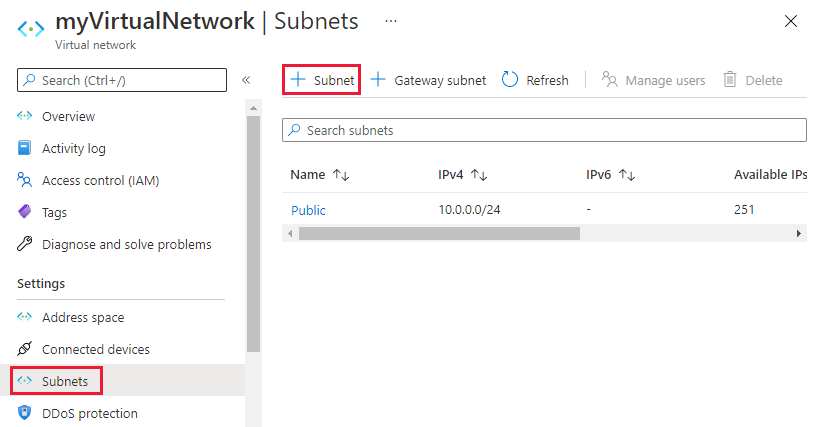 myVirtualNetwork | Subnets ...
Virtual network
Search (Ctrl+/) «
Overview
Activity log
Access control (IAM)
Tags
Diagnose and solve problems
Settings
Address space
Connected devices
Subnets
DDoS protection
+ Subnet + Gateway subnet Refresh Manage users Delete
Search subnets
Name ↑↓ IPv4 ↑↓ IPv6 ↑↓ Available IPs
Public 10.0.0.0/24 - 251